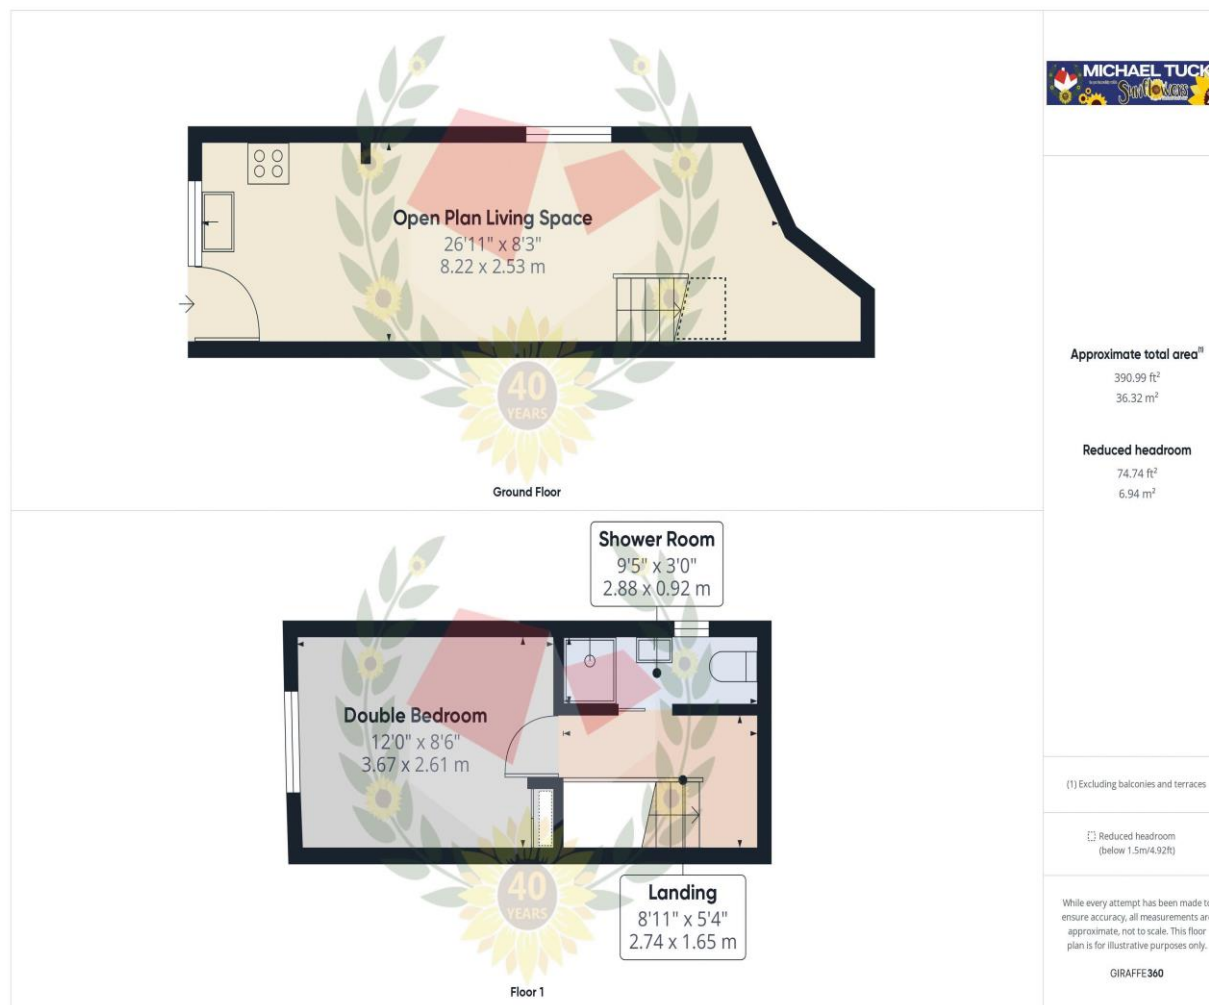 MICHAEL TUCK
Sunflowers
Open Plan Living Space
26'11" x 8'3"
8.22 x 2.53 m
40
YEARS
Ground Floor
Approximate total area(1)
390.99 ft²
36.32 m²
Reduced headroom
74.74 ft²
6.94 m²
Shower Room
9'5" x 3'0"
2.88 x 0.92 m
Double Bedroom
12'0" x 8'6"
3.67 x 2.61 m
Landing
8'11" x 5'4"
2.74 x 1.65 m
40
YEARS
Floor 1
(1) Excluding balconies and terraces
Reduced headroom
(below 1.5m/4.92ft)
While every attempt has been made to
ensure accuracy, all measurements are
approximate, not to scale. This floor
plan is for illustrative purposes only.
GIRAFFE360